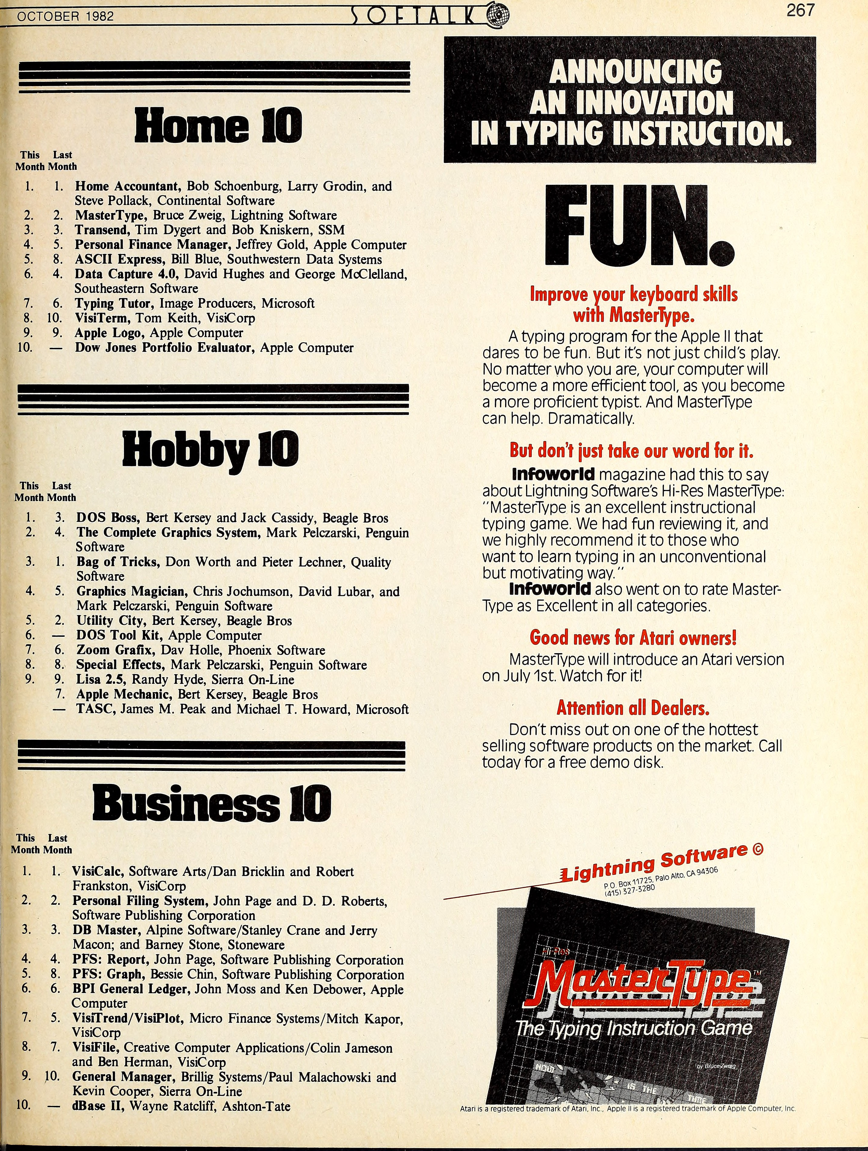 OCTOBER 1982
SOFTALK
267
Home 10
This Last
Month Month
1. 1. Home Accountant, Bob Schoenburg, Larry Grodin, and
Steve Pollack, Continental Software
2. 2. MasterType, Bruce Zweig, Lightning Software
3. 3. Transend, Tim Dygert and Bob Kniskern, SSM
4. 5. Personal Finance Manager, Jeffrey Gold, Apple Computer
5. 8. ASCII Express, Bill Blue, Southwestern Data Systems
6. 4. Data Capture 4.0, David Hughes and George McClelland,
Southeastern Software
7. 6. Typing Tutor, Image Producers, Microsoft
8. 10. VisiTerm, Tom Keith, VisiCorp
9. 9. Apple Logo, Apple Computer
10. — Dow Jones Portfolio Evaluator, Apple Computer
Hobby 10
This Last
Month Month
1. 3. DOS Boss, Bert Kersey and Jack Cassidy, Beagle Bros
2. 4. The Complete Graphics System, Mark Pelczarski, Penguin
Software
3. 1. Bag of Tricks, Don Worth and Pieter Lechner, Quality
Software
4. 5. Graphics Magician, Chris Jochumson, David Lubar, and
Mark Pelczarski, Penguin Software
5. 2. Utility City, Bert Kersey, Beagle Bros
6. — DOS Tool Kit, Apple Computer
7. 6. Zoom Grafix, Dav Holle, Phoenix Software
8. 8. Special Effects, Mark Pelczarski, Penguin Software
9. 9. Lisa 2.5, Randy Hyde, Sierra On-Line
7. Apple Mechanic, Bert Kersey, Beagle Bros
— TASC, James M. Peak and Michael T. Howard, Microsoft
Business 10
This Last
Month Month
1. 1. VisiCalc, Software Arts/Dan Bricklin and Robert
Frankston, VisiCorp
2. 2. Personal Filing System, John Page and D. D. Roberts,
Software Publishing Corporation
3. 3. DB Master, Alpine Software/Stanley Crane and Jerry
Macon; and Barney Stone, Stoneware
4. 4. PFS: Report, John Page, Software Publishing Corporation
5. 8. PFS: Graph, Bessie Chin, Software Publishing Corporation
6. 6. BPI General Ledger, John Moss and Ken Debower, Apple
Computer
7. 5. VisiTrend/VisiPlot, Micro Finance Systems/Mitch Kapor,
VisiCorp
8. 7. VisiFile, Creative Computer Applications/Colin Jameson
and Ben Herman, VisiCorp
9. 10. General Manager, Brillig Systems/Paul Malachowski and
Kevin Cooper, Sierra On-Line
10. — dBase II, Wayne Ratcliff, Ashton-Tate
ANNOUNCING
AN INNOVATION
IN TYPING INSTRUCTION.
FUN.
Improve your keyboard skills
with MasterType.
A typing program for the Apple II that
dares to be fun. But it's not just child's play.
No matter who you are, your computer will
become a more efficient tool, as you become
a more proficient typist. And MasterType
can help. Dramatically.
But don't just take our word for it.
Infoworld magazine had this to say
about Lightning Software's Hi-Res MasterType:
"MasterType is an excellent instructional
typing game. We had fun reviewing it, and
we highly recommend it to those who
want to learn typing in an unconventional
but motivating way."
Infoworld also went on to rate Master-
Type as Excellent in all categories.
Good news for Atari owners!
MasterType will introduce an Atari version
on July 1st. Watch for it!
Attention all Dealers.
Don't miss out on one of the hottest
selling software products on the market. Call
today for a free demo disk.
Lightning Software ©
P.O. Box 11725, Palo Alto, CA 94306
(415) 327-3280
Hi-Res
MasterType™
The Typing Instruction Game
by Bruce Zweig
NOW IS THE TIME
Atari is a registered trademark of Atari, Inc., Apple II is a registered trademark of Apple Computer, Inc.